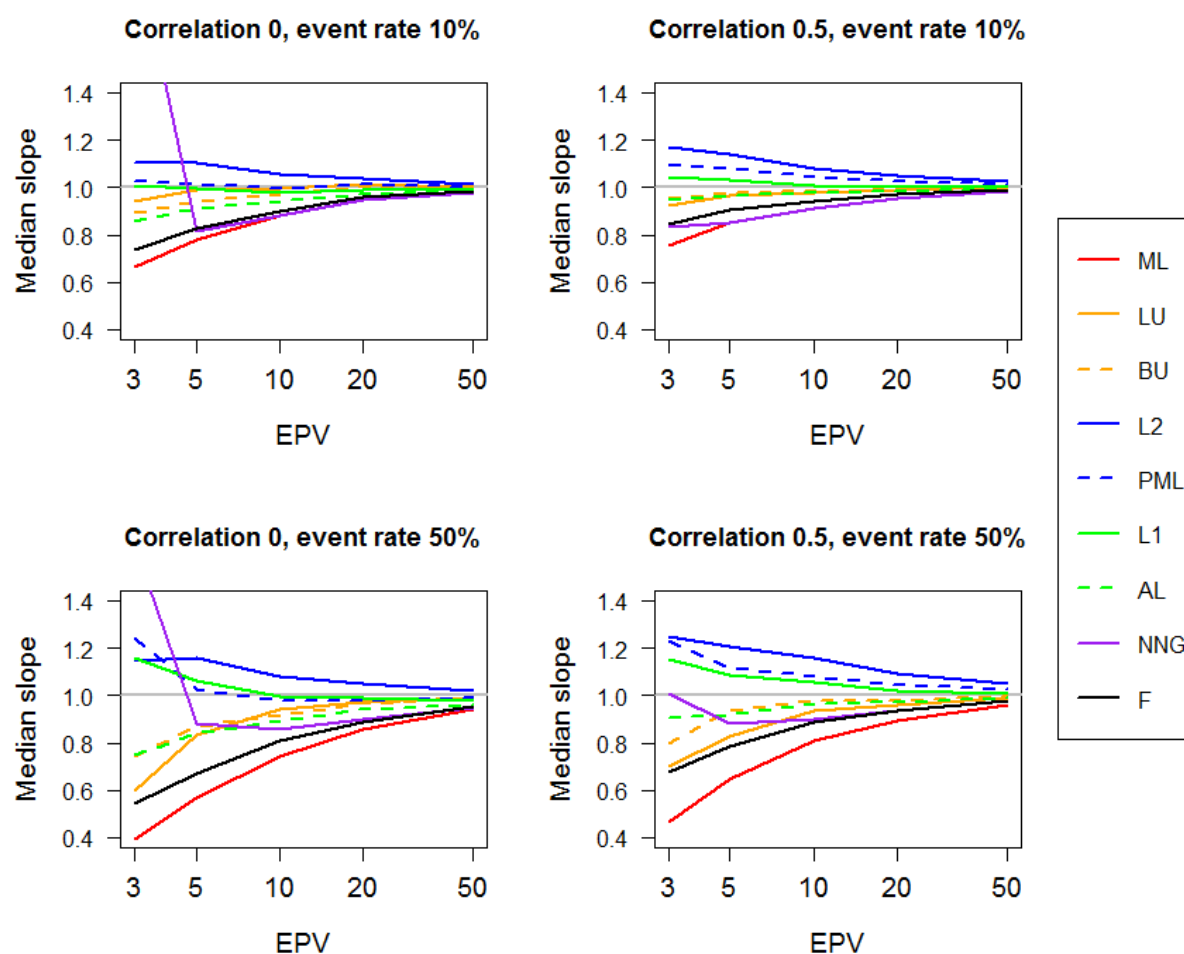 Correlation 0, event rate 10%
Median slope
1.4
1.2
1.0
0.8
0.6
0.4
3 5 10 20 50
EPV
Correlation 0.5, event rate 10%
Median slope
1.4
1.2
1.0
0.8
0.6
0.4
3 5 10 20 50
EPV
Correlation 0, event rate 50%
Median slope
1.4
1.2
1.0
0.8
0.6
0.4
3 5 10 20 50
EPV
Correlation 0.5, event rate 50%
Median slope
1.4
1.2
1.0
0.8
0.6
0.4
3 5 10 20 50
EPV
ML
LU
BU
L2
PML
L1
AL
NNG
F